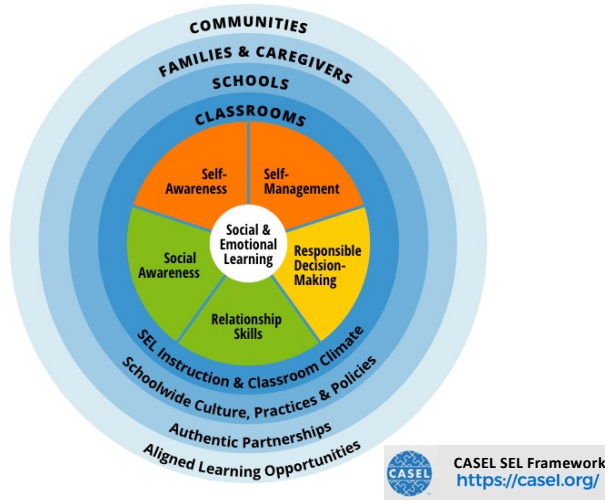 COMMUNITIES
FAMILIES & CAREGIVERS
SCHOOLS
CLASSROOMS
Self-
Awareness
Self-
Management
Social &
Emotional
Learning
Social
Awareness
Responsible
Decision-
Making
Relationship
Skills
SEL Instruction & Classroom Climate
Schoolwide Culture, Practices & Policies
Authentic Partnerships
Aligned Learning Opportunities
CASEL
CASEL SEL Framework
https://casel.org/